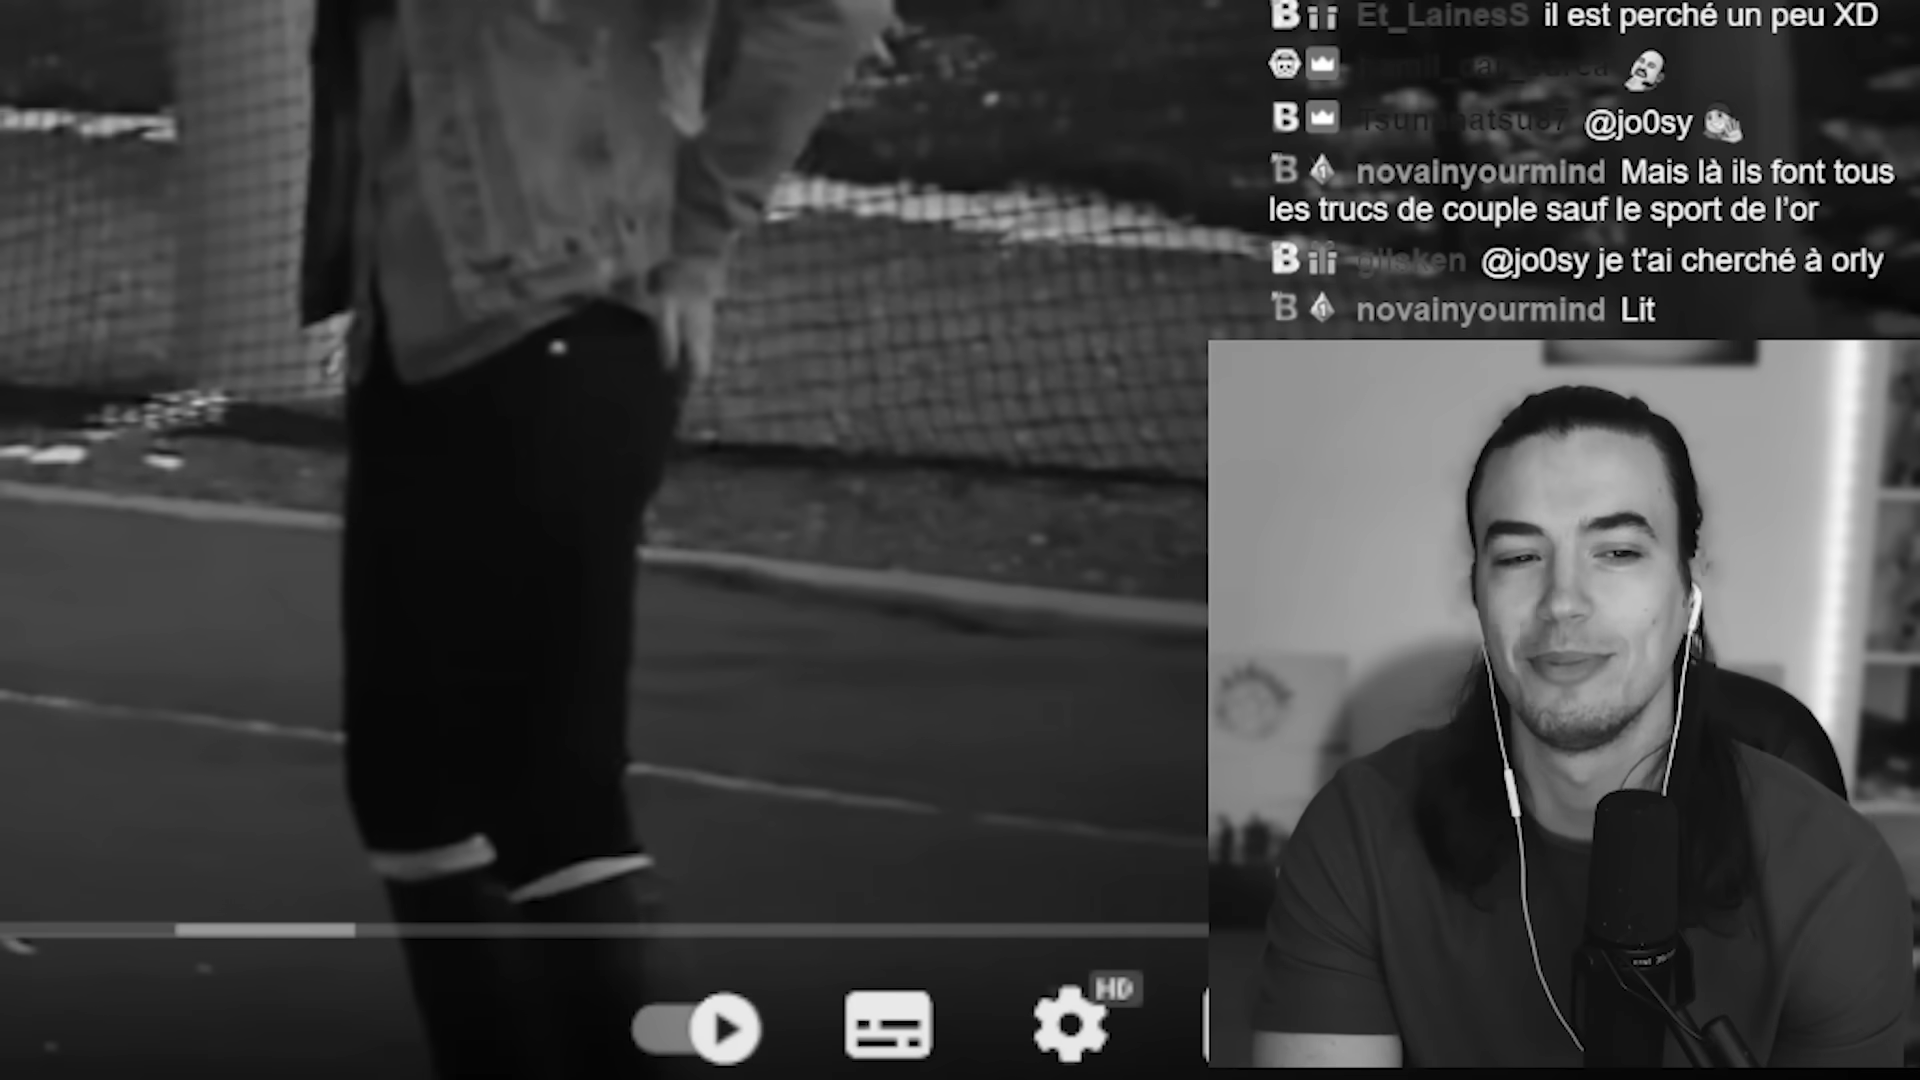 Et_LainesS il est perché un peu XD
@jo0sy
novainyourmind Mais là ils font tous
les trucs de couple sauf le sport de l'or
glisken @jo0sy je t'ai cherché à orly
novainyourmind Lit
HD